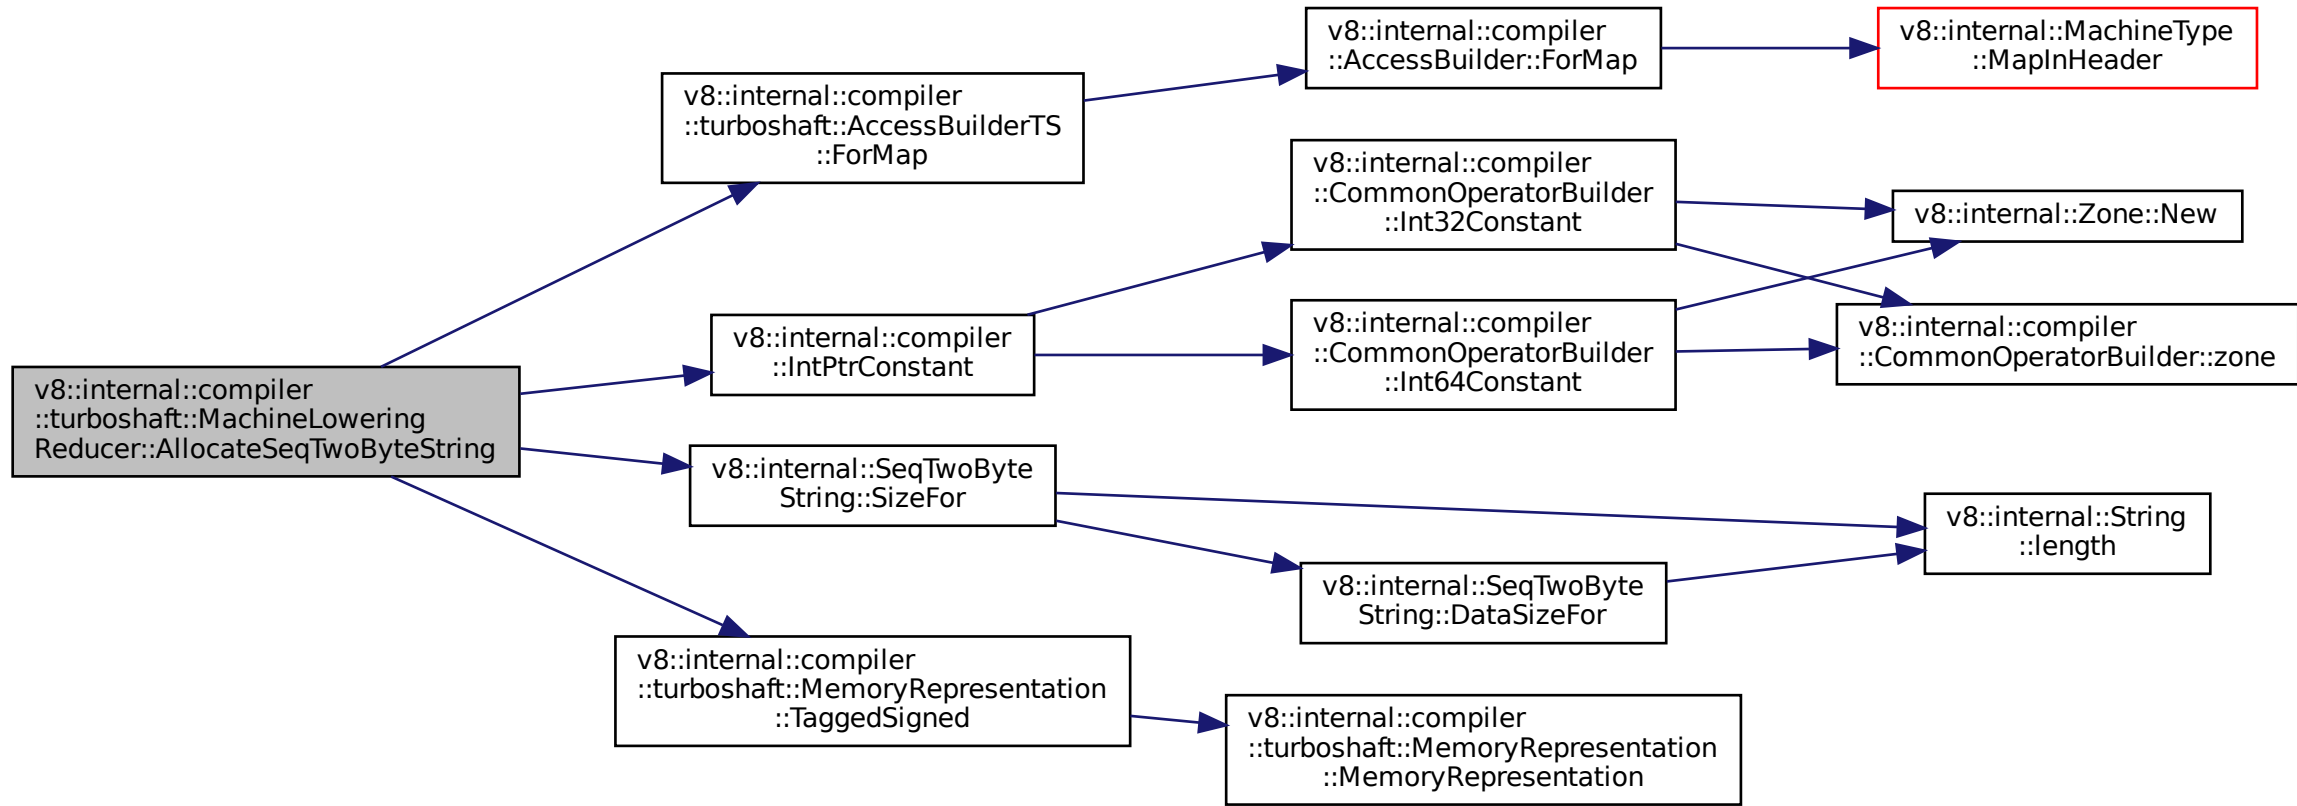 v8::internal::compiler
::turboshaft::MachineLowering
Reducer::AllocateSeqTwoByteString
v8::internal::compiler
::turboshaft::AccessBuilderTS
::ForMap
v8::internal::compiler
::AccessBuilder::ForMap
v8::internal::MachineType
::MapInHeader
v8::internal::compiler
::IntPtrConstant
v8::internal::compiler
::CommonOperatorBuilder
::Int32Constant
v8::internal::compiler
::CommonOperatorBuilder
::Int64Constant
v8::internal::Zone::New
v8::internal::compiler
::CommonOperatorBuilder::zone
v8::internal::SeqTwoByte
String::SizeFor
v8::internal::SeqTwoByte
String::DataSizeFor
v8::internal::String
::length
v8::internal::compiler
::turboshaft::MemoryRepresentation
::TaggedSigned
v8::internal::compiler
::turboshaft::MemoryRepresentation
::MemoryRepresentation